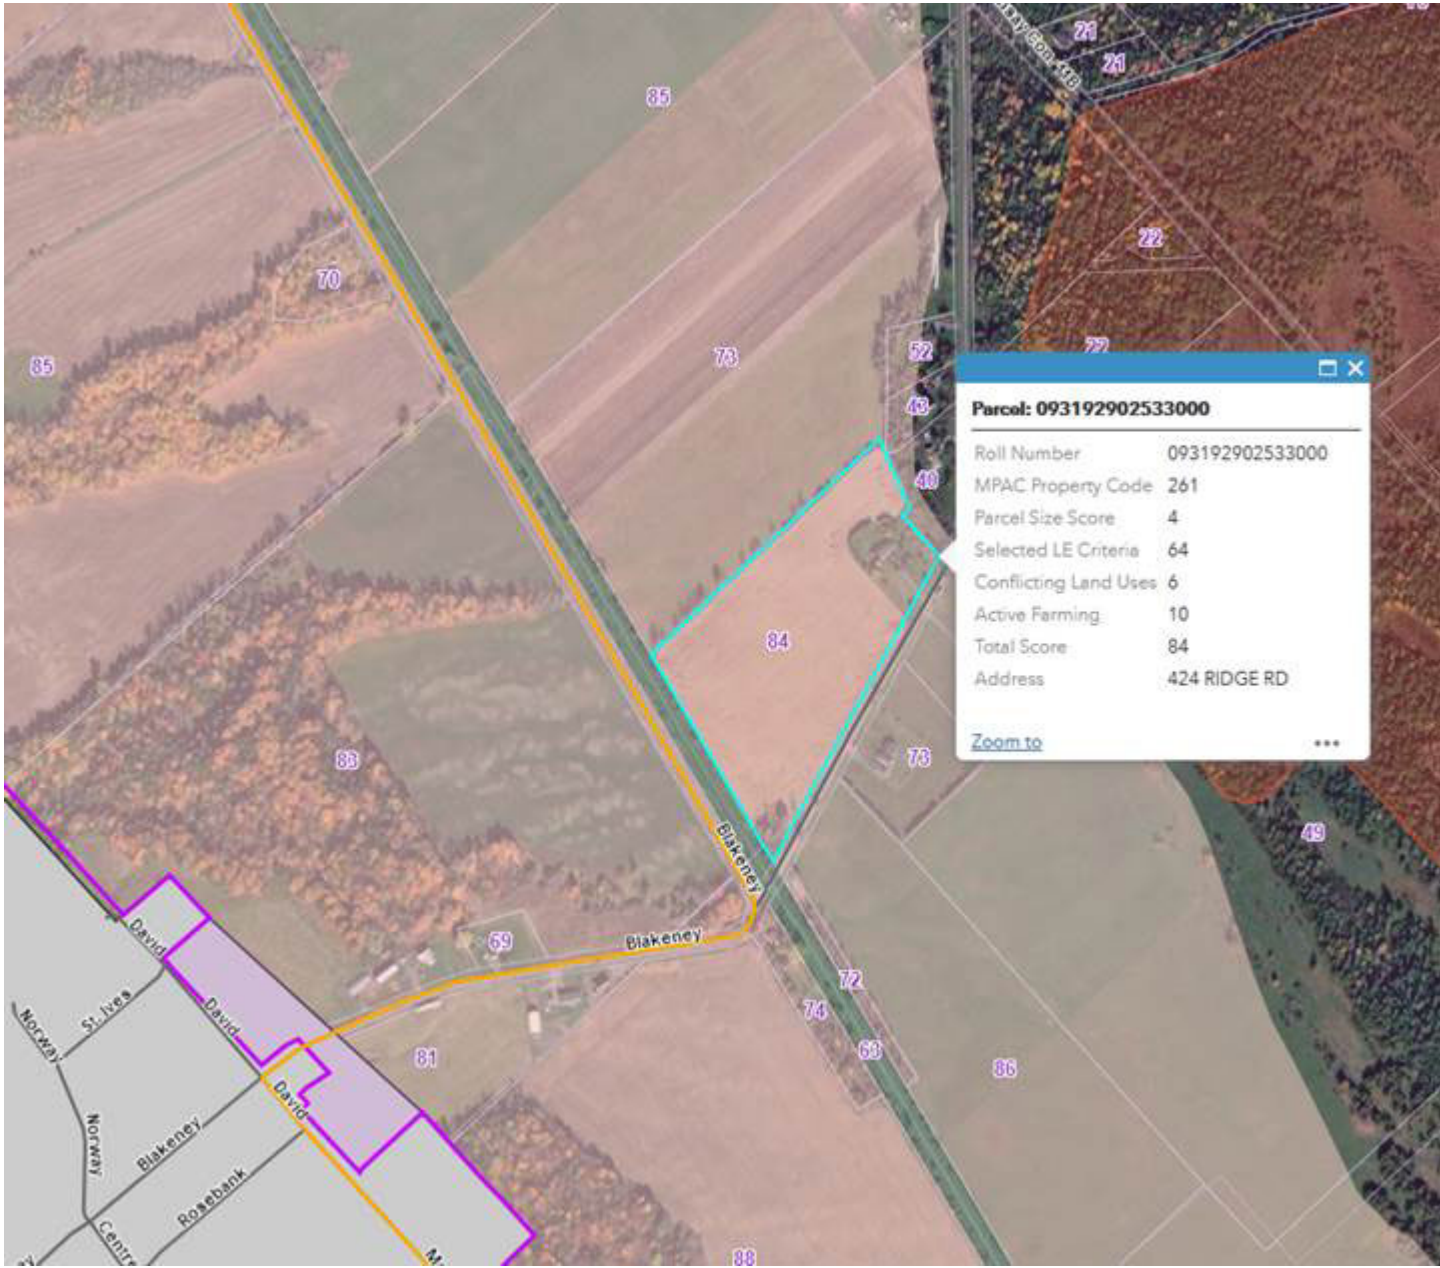 21
21
85
22
70
22
73
52
85
43
40
Parcel: 093192902533000
Roll Number 093192902533000
MPAC Property Code 261
Parcel Size Score 4
Selected LE Criteria 64
Conflicting Land Uses 6
Active Farming 10
Total Score 84
Address 424 RIDGE RD
Zoom to
84
73
83
49
Blakeney
David
69
Blakeney
72
74
St. Ives
David
Norway
63
81
86
David
Norway
Blakeney
Rosebank
Centre
88